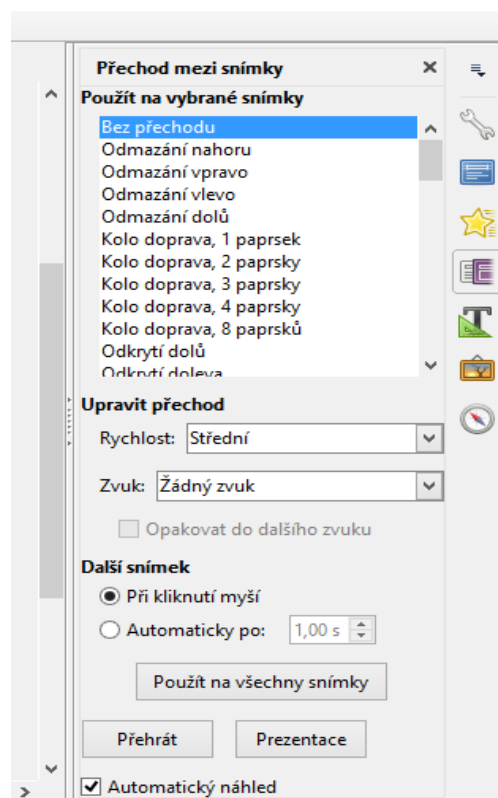 Přechod mezi snímky
Použít na vybrané snímky
Bez přechodu
Odmazání nahoru
Odmazání vpravo
Odmazání vlevo
Odmazání dolů
Kolo doprava, 1 paprsek
Kolo doprava, 2 paprsky
Kolo doprava, 3 paprsky
Kolo doprava, 4 paprsky
Kolo doprava, 8 paprsků
Odkrytí dolů
Odkrytí doleva
Upravit přechod
Rychlost: Střední
Zvuk: Žádný zvuk
Opakovat do dalšího zvuku
Další snímek
Při kliknutí myší
Automaticky po: 1,00 s
Použít na všechny snímky
Přehrát Prezentace
Automatický náhled